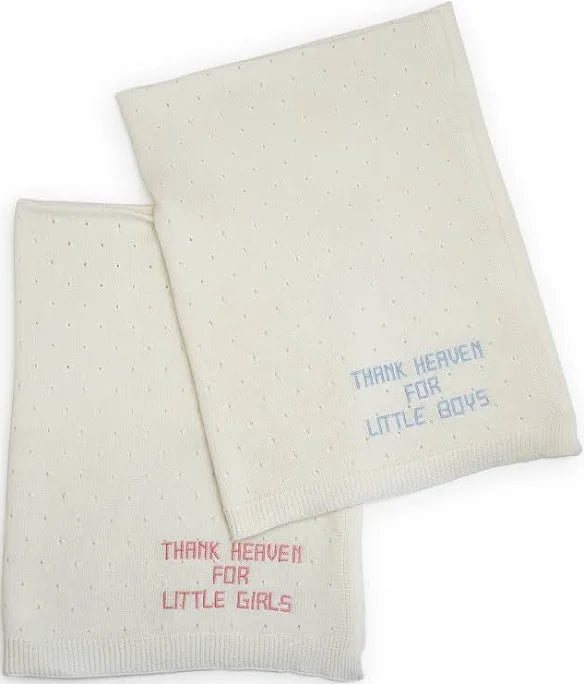 THANK HEAVEN
FOR
LITTLE BOYS
THANK HEAVEN
FOR
LITTLE GIRLS